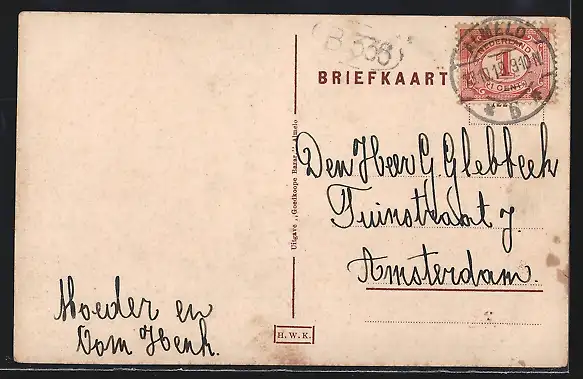 B 338
BRIEFKAART
ALMELO
NEDERLAND
1
CENT
Den Heer G. Glebbeek
Tuinstraat 7.
Amsterdam.
Uitgave „Goedkoope Bazar" Almelo
Moeder en
Oom Henk.
H. W. K.